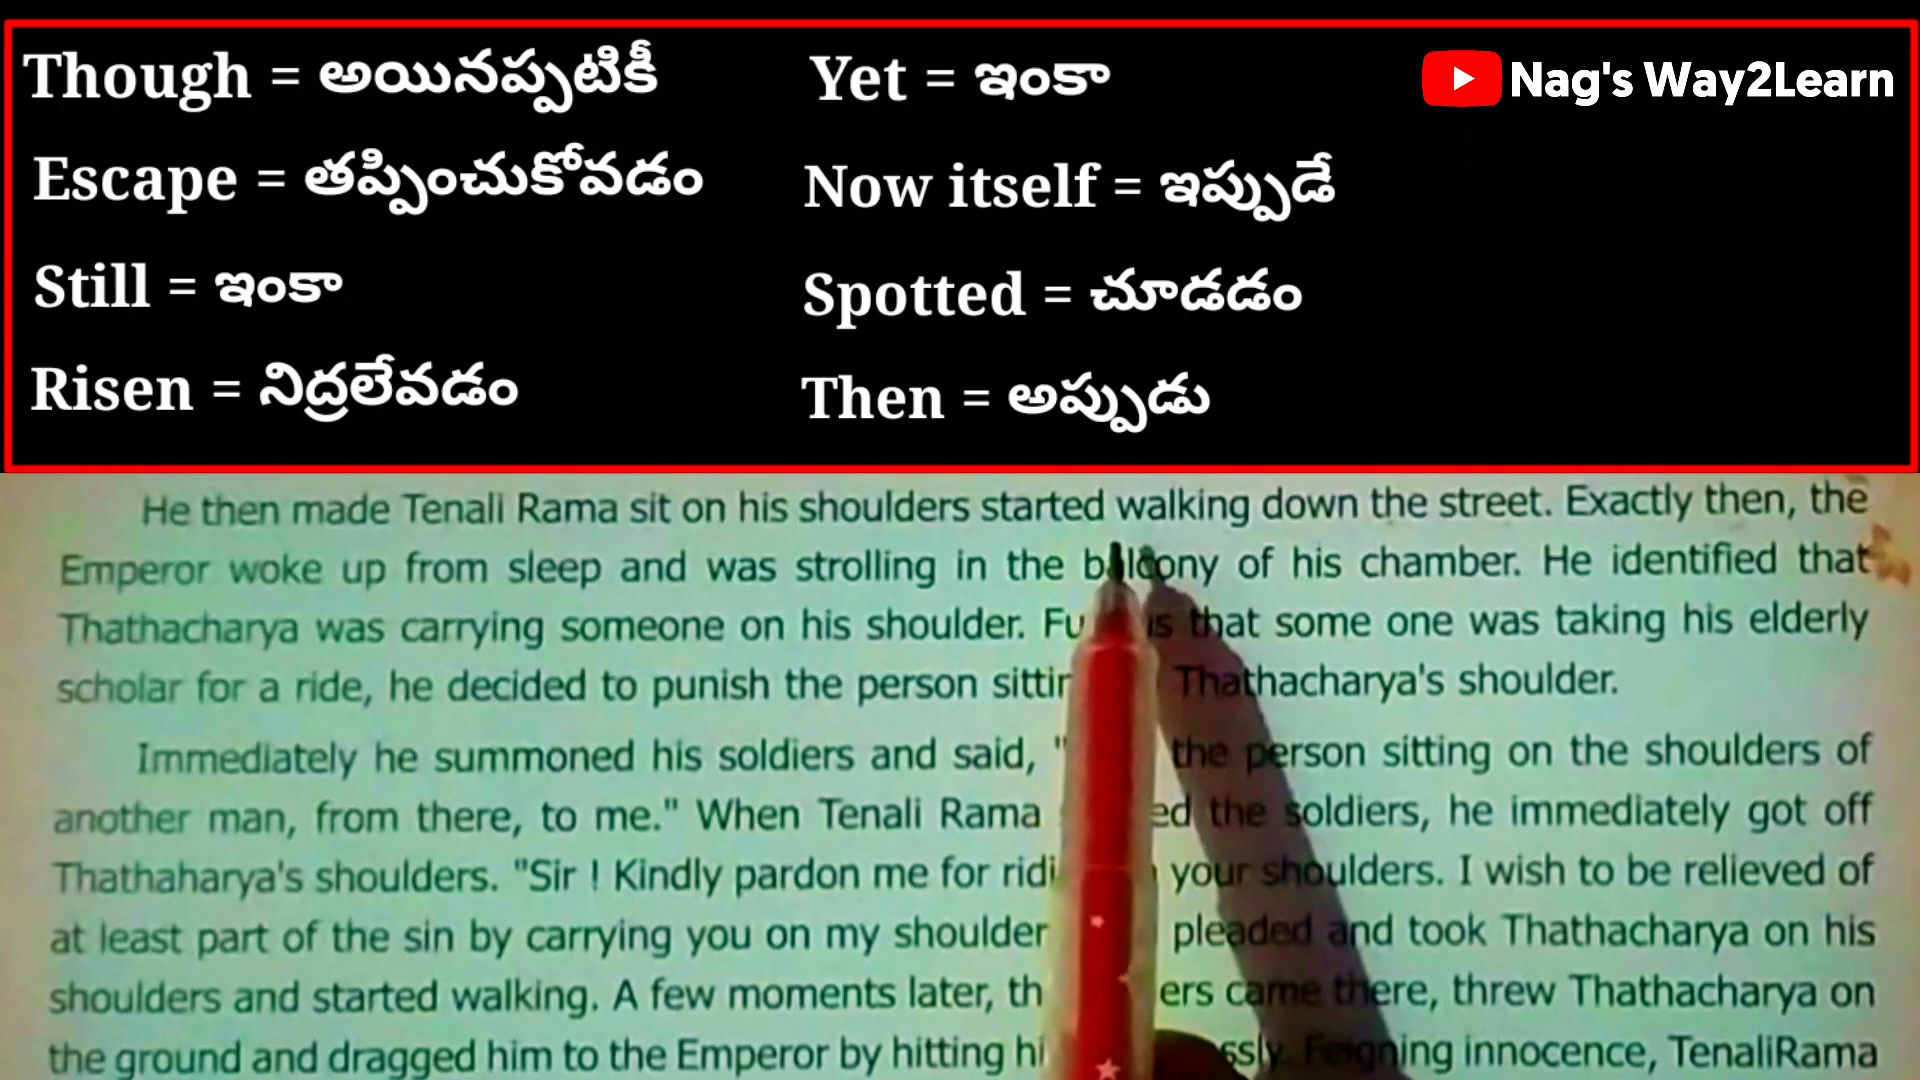 Though = అయినప్పటికీ
Escape = తప్పించుకోవడం
Still = ఇంకా
Risen = నిద్రలేవడం
Yet = ఇంకా
Now itself = ఇప్పుడే
Spotted = చూడడం
Then = అప్పుడు
Nag's Way2Learn
He then made Tenali Rama sit on his shoulders started walking down the street. Exactly then, the
Emperor woke up from sleep and was strolling in the balcony of his chamber. He identified that
Thathacharya was carrying someone on his shoulder. that some one was taking his elderly
scholar for a ride, he decided to punish the person Thathacharya's shoulder.
Immediately he summoned his soldiers and said, " the person sitting on the shoulders of
another man, from there, to me." When Tenali Rama the soldiers, he immediately got off
Thathaharya's shoulders. "Sir ! Kindly pardon me for your shoulders. I wish to be relieved of
at least part of the sin by carrying you on my pleaded and took Thathacharya on his
shoulders and started walking. A few moments later, came there, threw Thathacharya on
the ground and dragged him to the Emperor by hitting Feigning innocence, TenaliRama